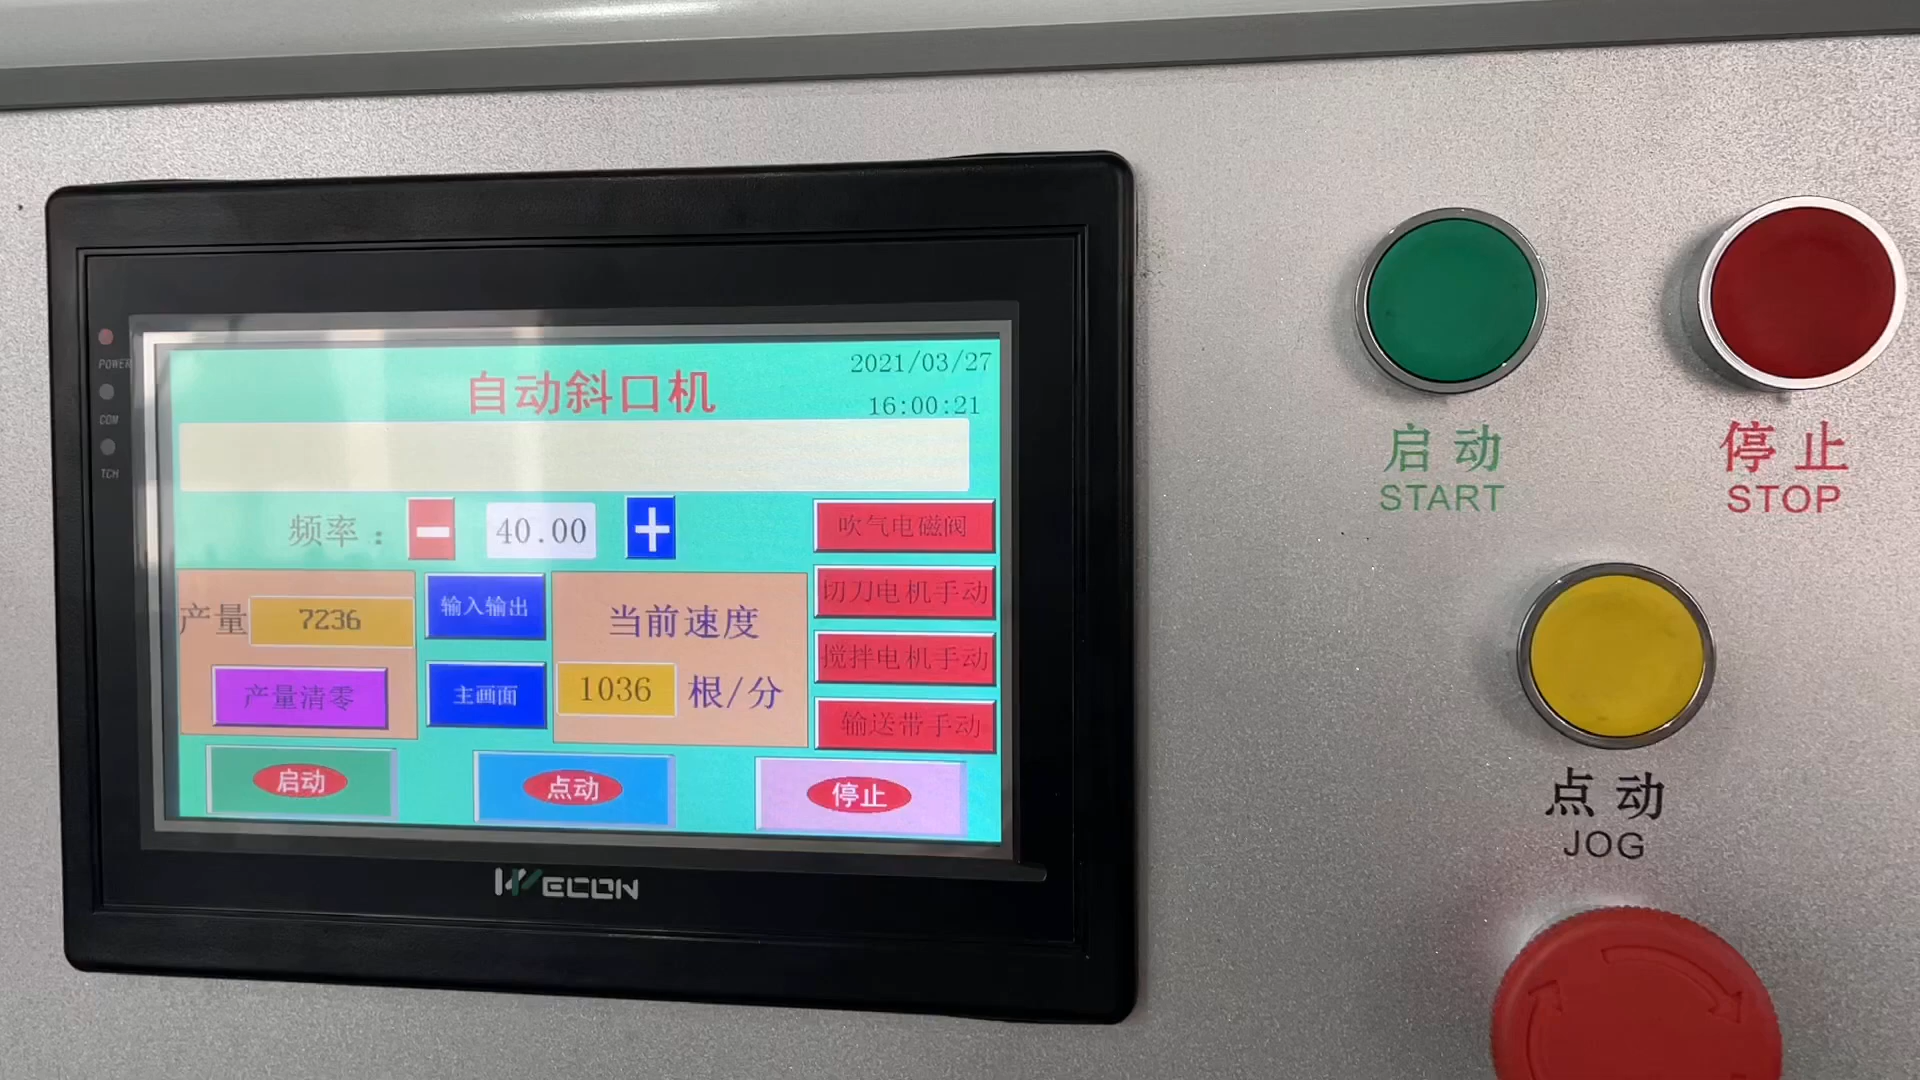 POWER
COM
TCH
自动斜口机
2021/03/27
16:00:21
频率：
−
40.00
+
吹气电磁阀
产量
7236
输入输出
当前速度
切刀电机手动
搅拌电机手动
产量清零
主画面
1036
根/分
输送带手动
启动
点动
停止
WECON
启动
START
停止
STOP
点动
JOG